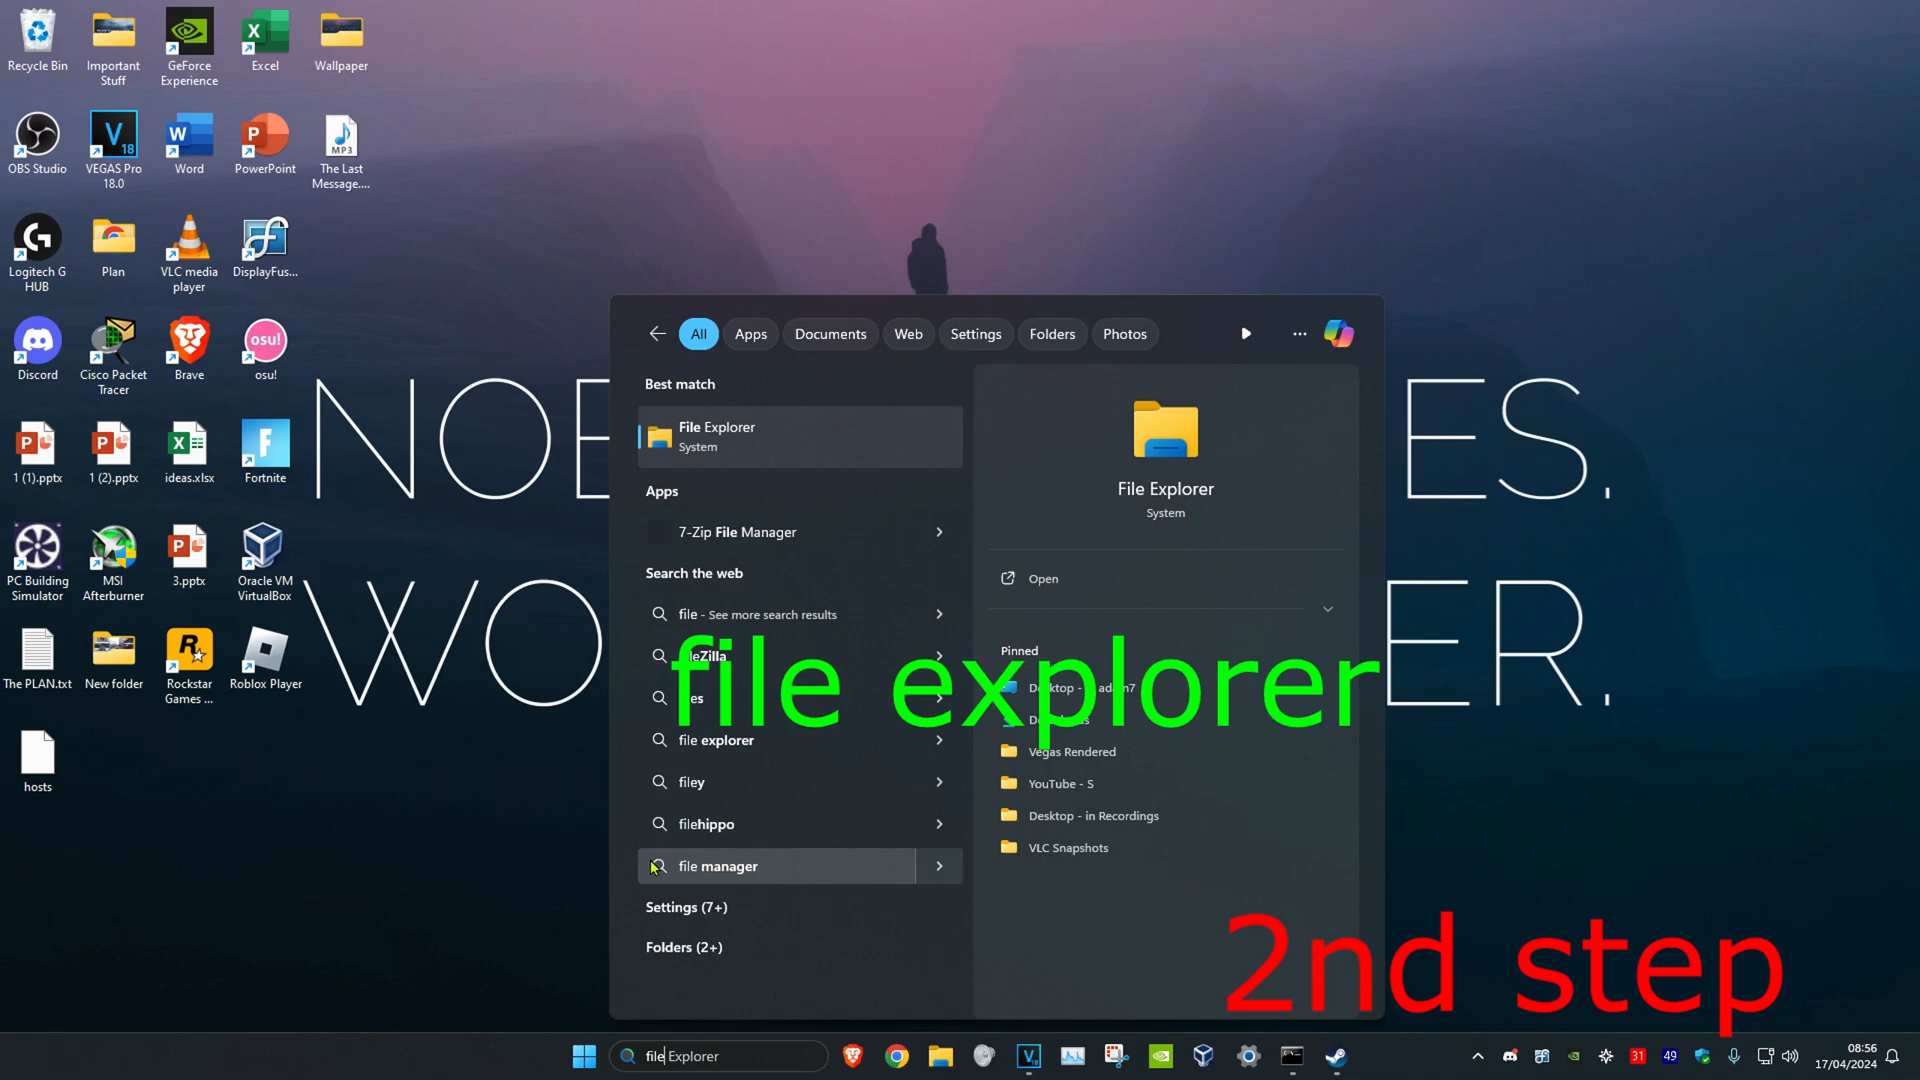 Recycle Bin
Important
Stuff
GeForce
Experience
Excel
Wallpaper
OBS Studio
VEGAS Pro
18.0
Word
PowerPoint
MP3
The Last
Message....
Logitech G
HUB
Plan
VLC media
player
DisplayFus...
Discord
Cisco Packet
Tracer
Brave
osu!
osu!
1 (1).pptx
1 (2).pptx
ideas.xlsx
Fortnite
PC Building
Simulator
MSI
Afterburner
3.pptx
Oracle VM
VirtualBox
The PLAN.txt
New folder
Rockstar
Games ...
Roblox Player
hosts
All
Apps
Documents
Web
Settings
Folders
Photos
Best match
File Explorer
System
Apps
7-Zip File Manager
Search the web
file - See more search results
file explorer
filey
filehippo
file manager
Settings (7+)
Folders (2+)
File Explorer
System
Open
Pinned
Vegas Rendered
YouTube - S
Desktop - in Recordings
VLC Snapshots
file explorer
2nd step
file Explorer
31
49
08:56
17/04/2024